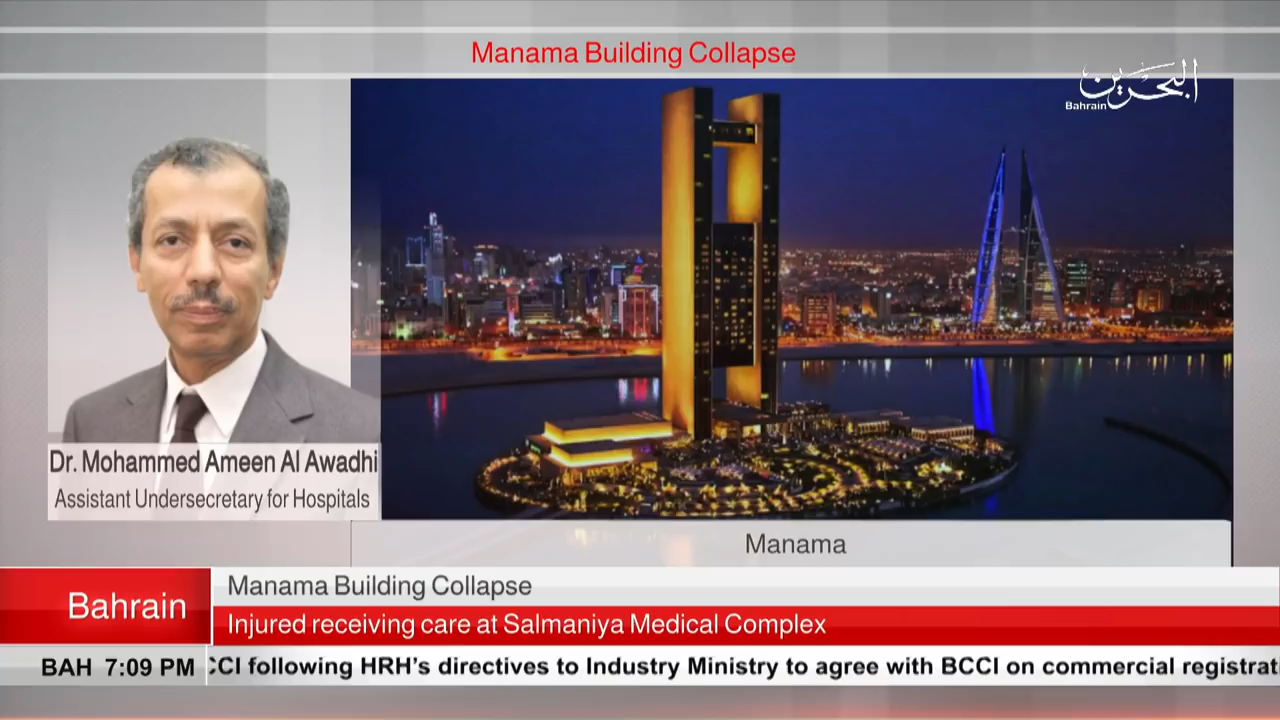 Manama Building Collapse
البحرين
Bahrain
Dr. Mohammed Ameen Al Awadhi
Assistant Undersecretary for Hospitals
Manama
Bahrain
Manama Building Collapse
Injured receiving care at Salmaniya Medical Complex
BAH 7:09 PM
CCI following HRH's directives to Industry Ministry to agree with BCCI on commercial registrati